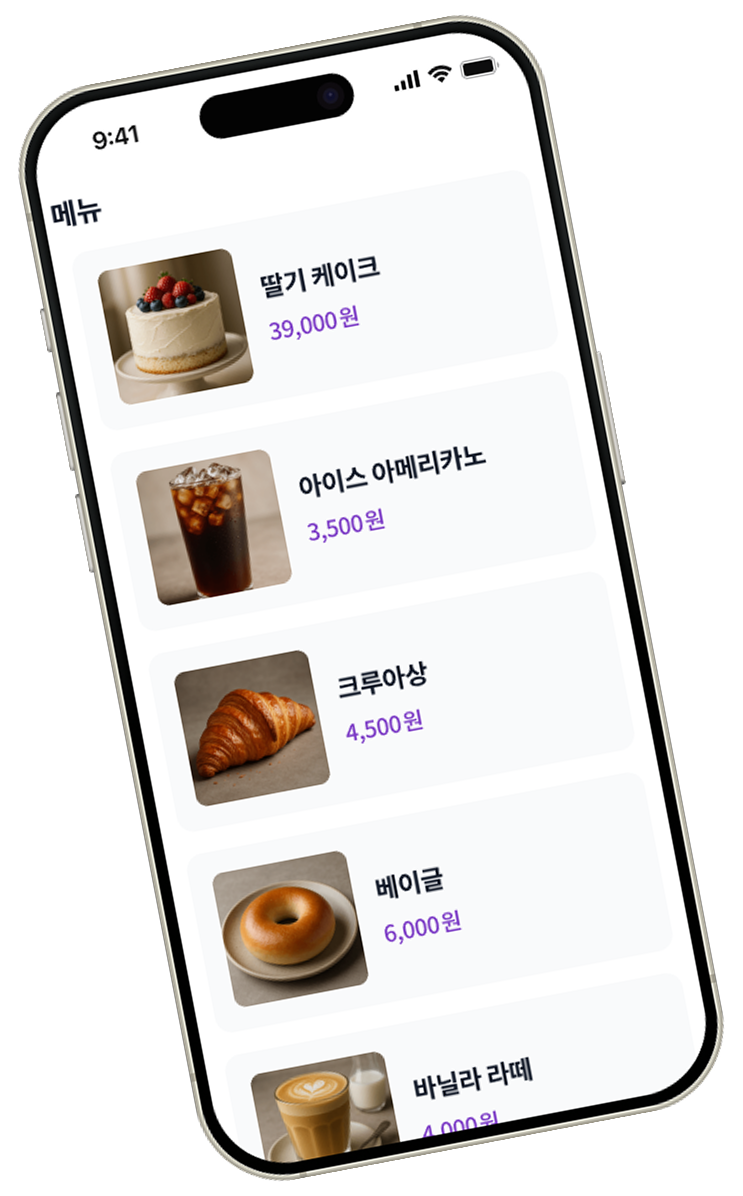 9:41
메뉴
딸기 케이크
39,000원
아이스 아메리카노
3,500원
크루아상
4,500원
베이글
6,000원
바닐라 라떼
4,000원